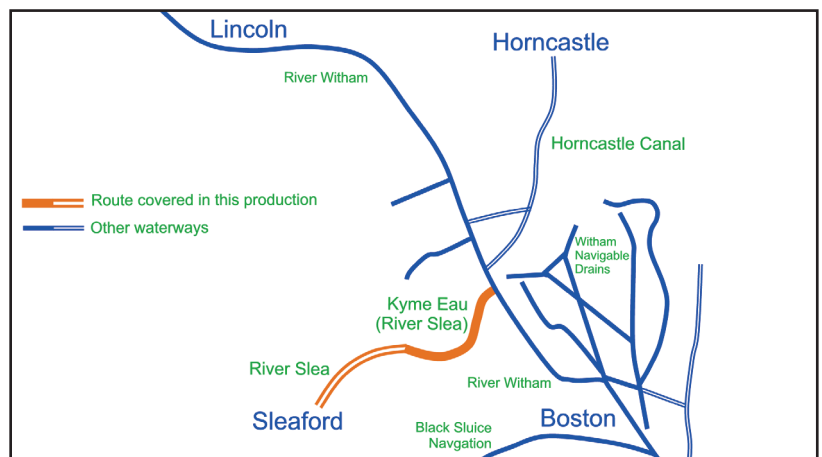 Lincoln
Horncastle
River Witham
Horncastle Canal
Route covered in this production
Other waterways
Witham
Navigable
Drains
Kyme Eau
(River Slea)
River Slea
River Witham
Sleaford
Boston
Black Sluice
Navgation